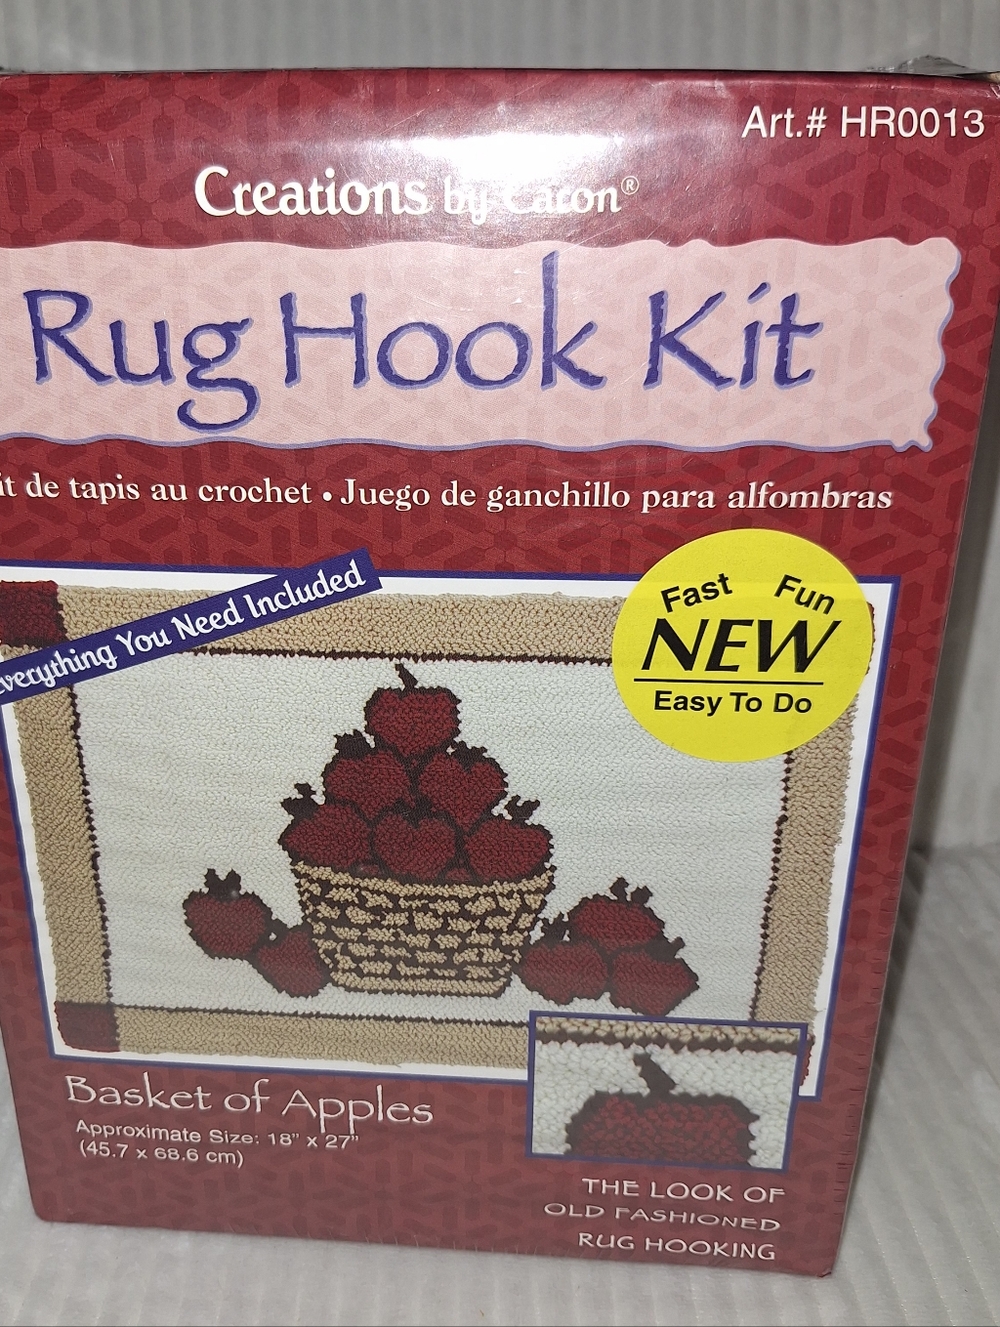 Art.# HR0013
Creations by Caron®
Rug Hook Kit
it de tapis au crochet • Juego de ganchillo para alfombras
Everything You Need Included
Fast Fun
NEW
Easy To Do
Basket of Apples
Approximate Size: 18" x 27"
(45.7 x 68.6 cm)
THE LOOK OF
OLD FASHIONED
RUG HOOKING